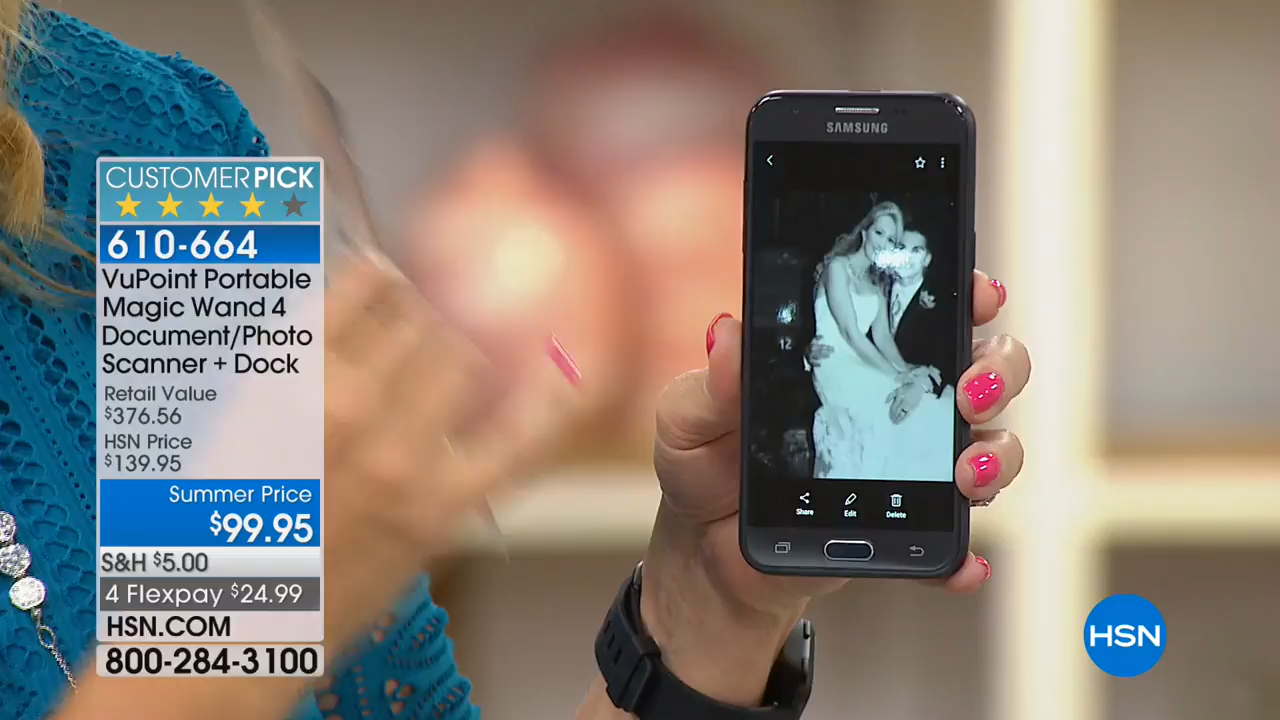 CUSTOMER PICK
610-664
VuPoint Portable
Magic Wand 4
Document/Photo
Scanner + Dock
Retail Value
$376.56
HSN Price
$139.95
Summer Price
$99.95
S&H $5.00
4 Flexpay $24.99
HSN.COM
800-284-3100
SAMSUNG
12
Share Edit Delete
HSN